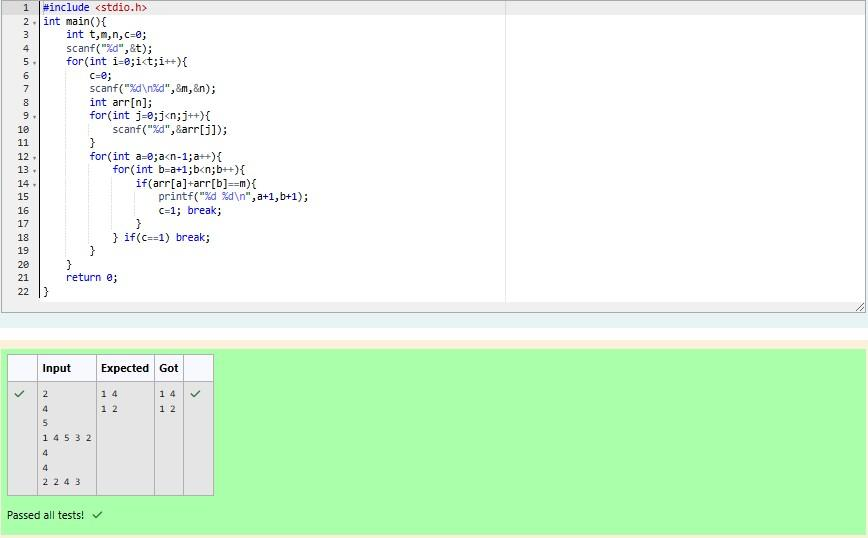 1 #include <stdio.h>
2 int main(){
3     int t,m,n,c=0;
4     scanf("%d",&t);
5     for(int i=0;i<t;i++){
6         c=0;
7         scanf("%d\n%d",&m,&n);
8         int arr[n];
9         for(int j=0;j<n;j++){
10             scanf("%d",&arr[j]);
11         }
12         for(int a=0;a<n-1;a++){
13             for(int b=a+1;b<n;b++){
14                 if(arr[a]+arr[b]==m){
15                     printf("%d %d\n",a+1,b+1);
16                     c=1; break;
17                 }
18             } if(c==1) break;
19         }
20     }
21     return 0;
22 }
Input Expected Got
2 1 4 1 4
4 1 2 1 2
5
1 4 5 3 2
4
4
2 2 4 3
Passed all tests!